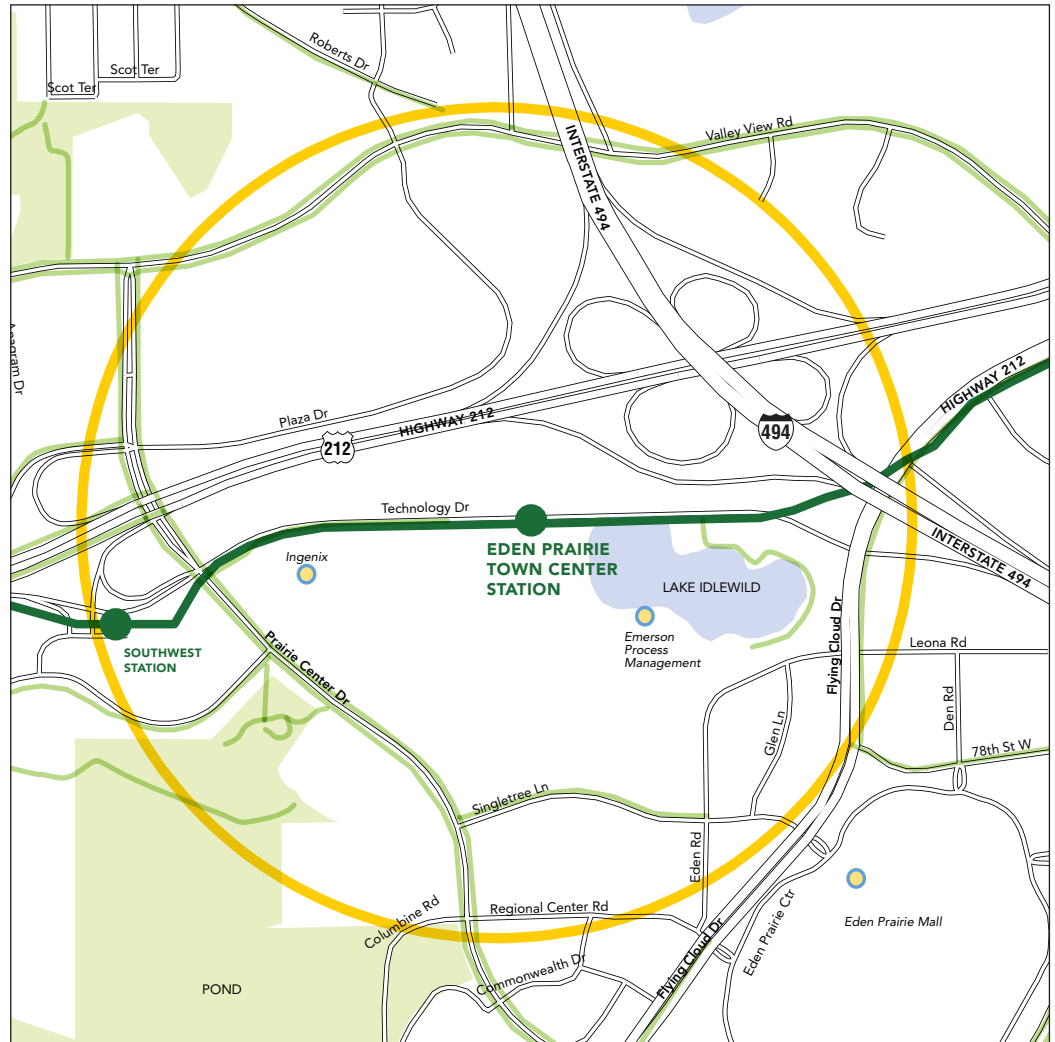 Roberts Dr
Scot Ter
Scot Ter
Valley View Rd
INTERSTATE 494
Anagram Dr
HIGHWAY 212
Plaza Dr
HIGHWAY 212
212
494
Technology Dr
EDEN PRAIRIE
TOWN CENTER
STATION
Ingenix
INTERSTATE 494
LAKE IDLEWILD
Flying Cloud Dr
Emerson
Process
Management
Leona Rd
SOUTHWEST
STATION
Prairie Center Dr
Den Rd
Glen Ln
78th St W
Singletree Ln
Eden Rd
Columbine Rd
Regional Center Rd
Eden Prairie Ctr
Eden Prairie Mall
Flying Cloud Dr
Commonwealth Dr
POND